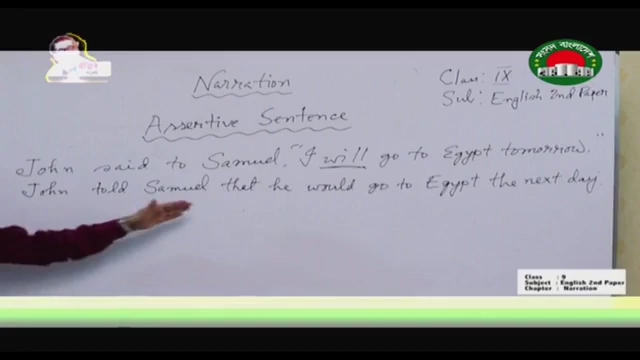 সংসদ বাংলাদেশ
Narration
Class: IX
Sub: English 2nd Paper
Assertive Sentence
John said to Samuel, "I will go to Egypt tomorrow."
John told Samuel that he would go to Egypt the next day.
Class : 9
Subject : English 2nd Paper
Chapter : Narration